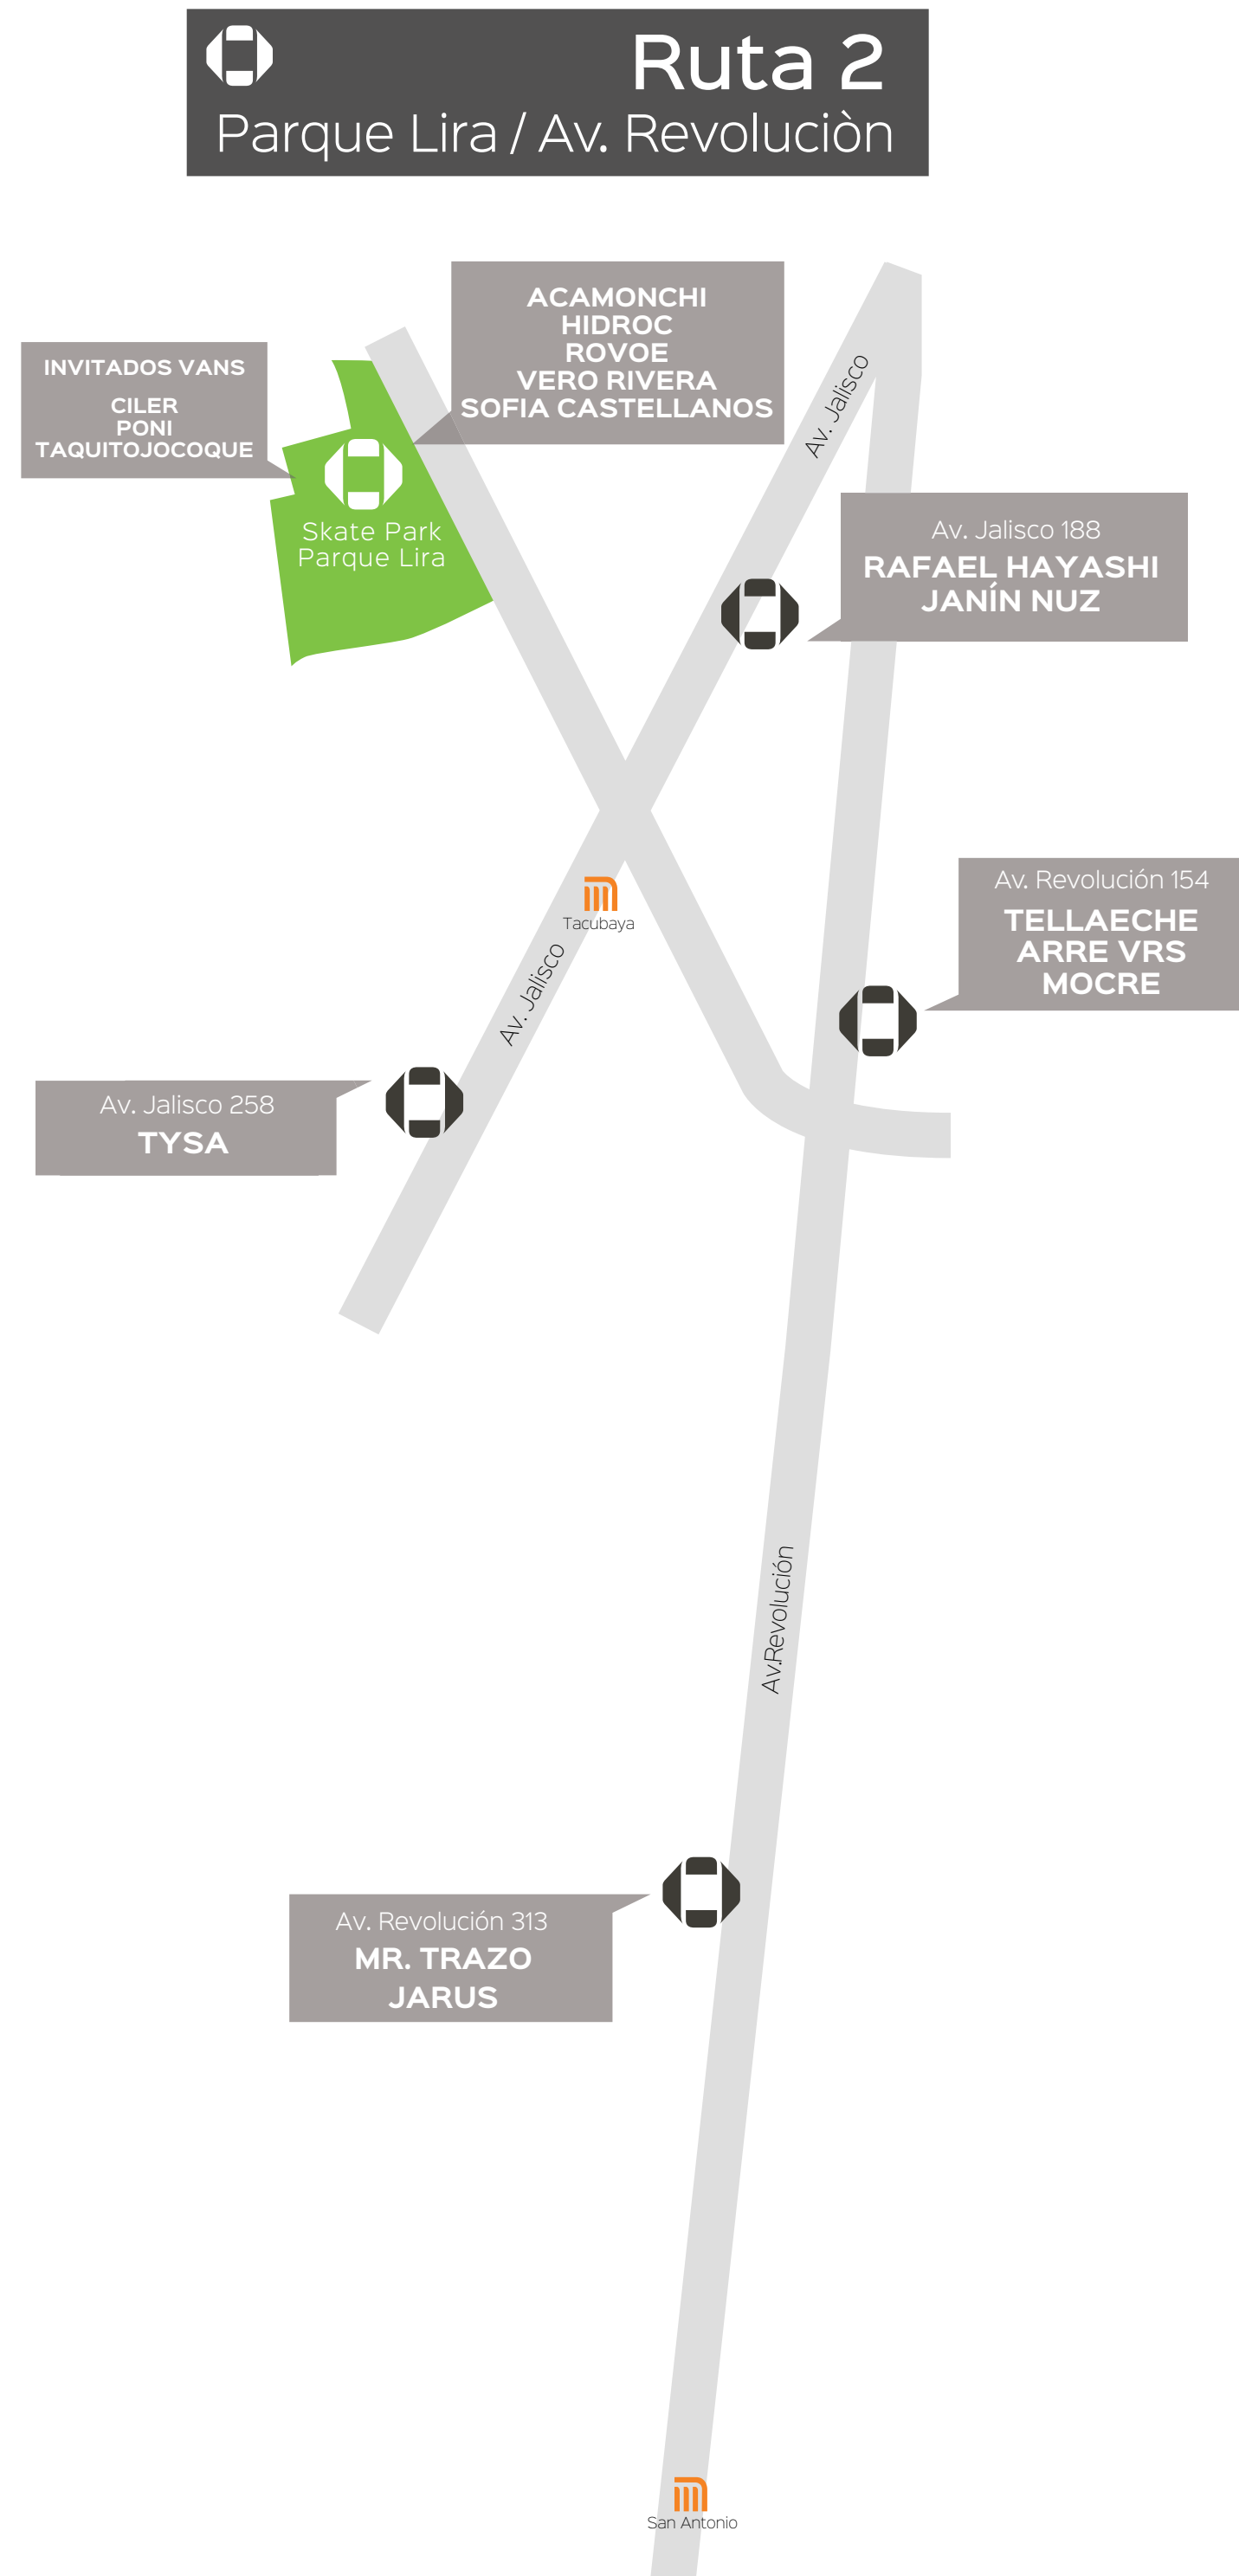 Ruta 2
Parque Lira / Av. Revoluciòn
ACAMONCHI
HIDROC
ROVOE
VERO RIVERA
SOFIA CASTELLANOS
INVITADOS VANS
CILER
PONI
TAQUITOJOCOQUE
Av. Jalisco
Skate Park
Parque Lira
Av. Jalisco 188
RAFAEL HAYASHI
JANÍN NUZ
Av. Revolución 154
TELLAECHE
ARRE VRS
MOCRE
Tacubaya
Av. Jalisco
Av. Jalisco 258
TYSA
Av.Revolución
Av. Revolución 313
MR. TRAZO
JARUS
San Antonio